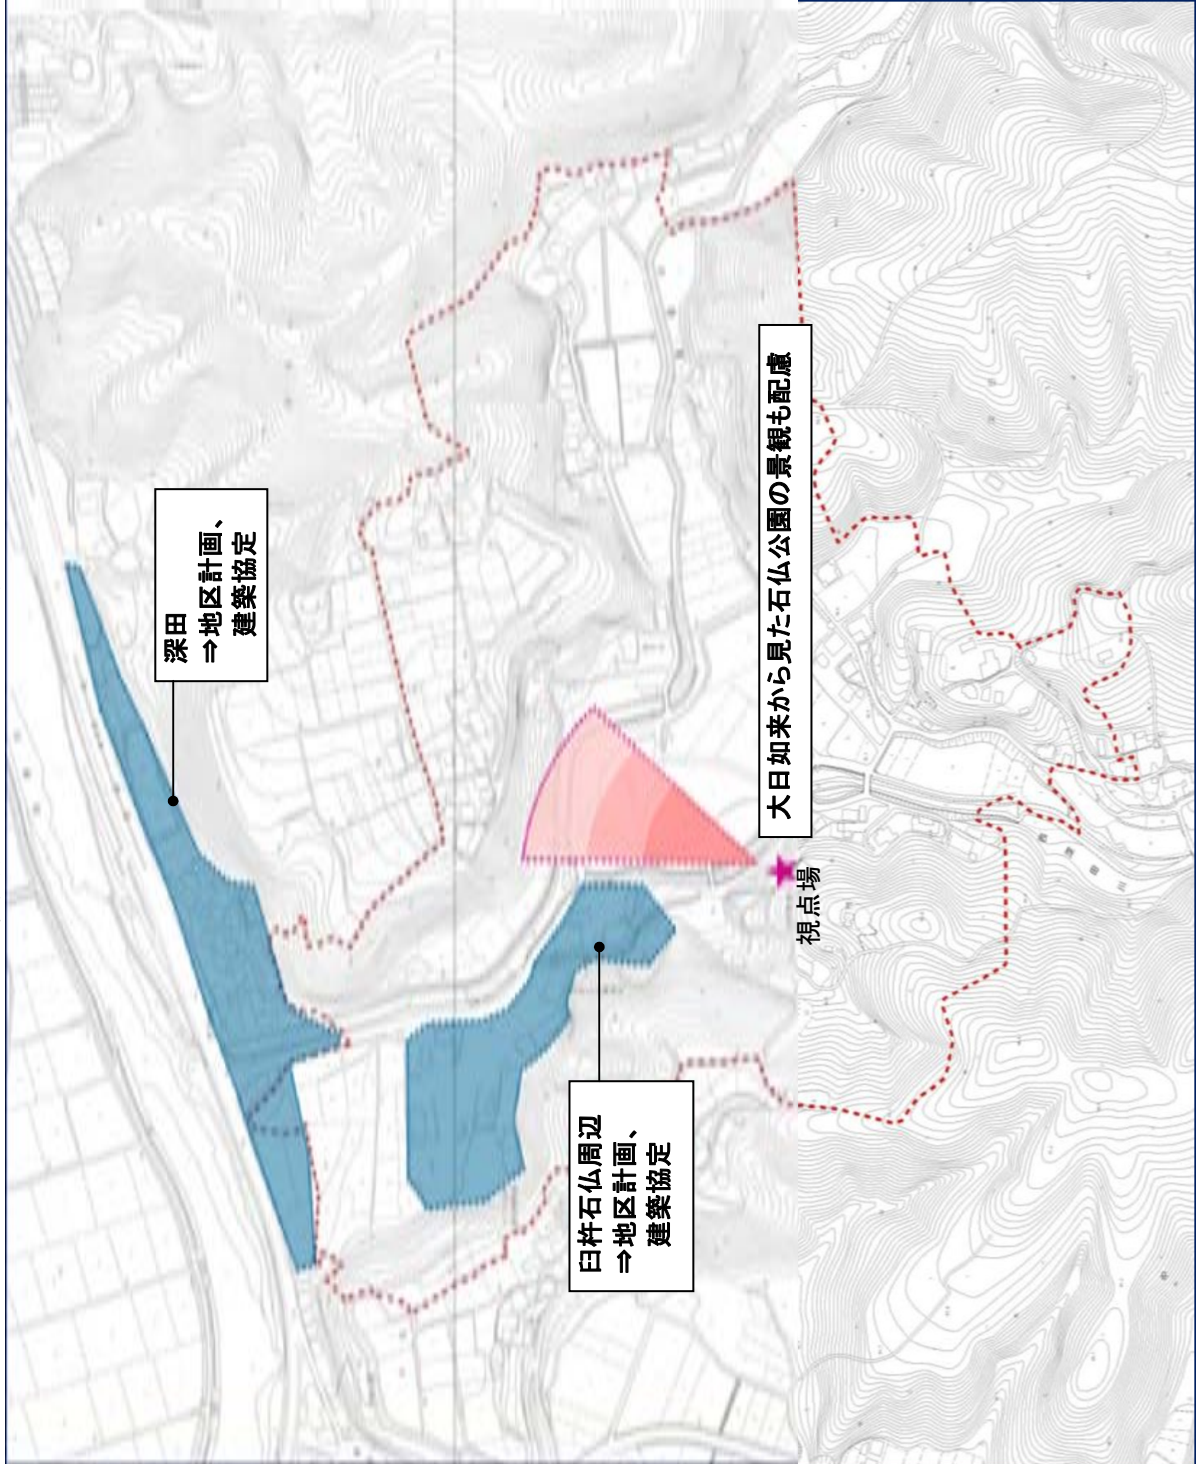 深田
⇒地区計画、
建築協定
臼杵石仏周辺
⇒地区計画、
建築協定
大日如来から見た石仏公園の景観も配慮
視点場